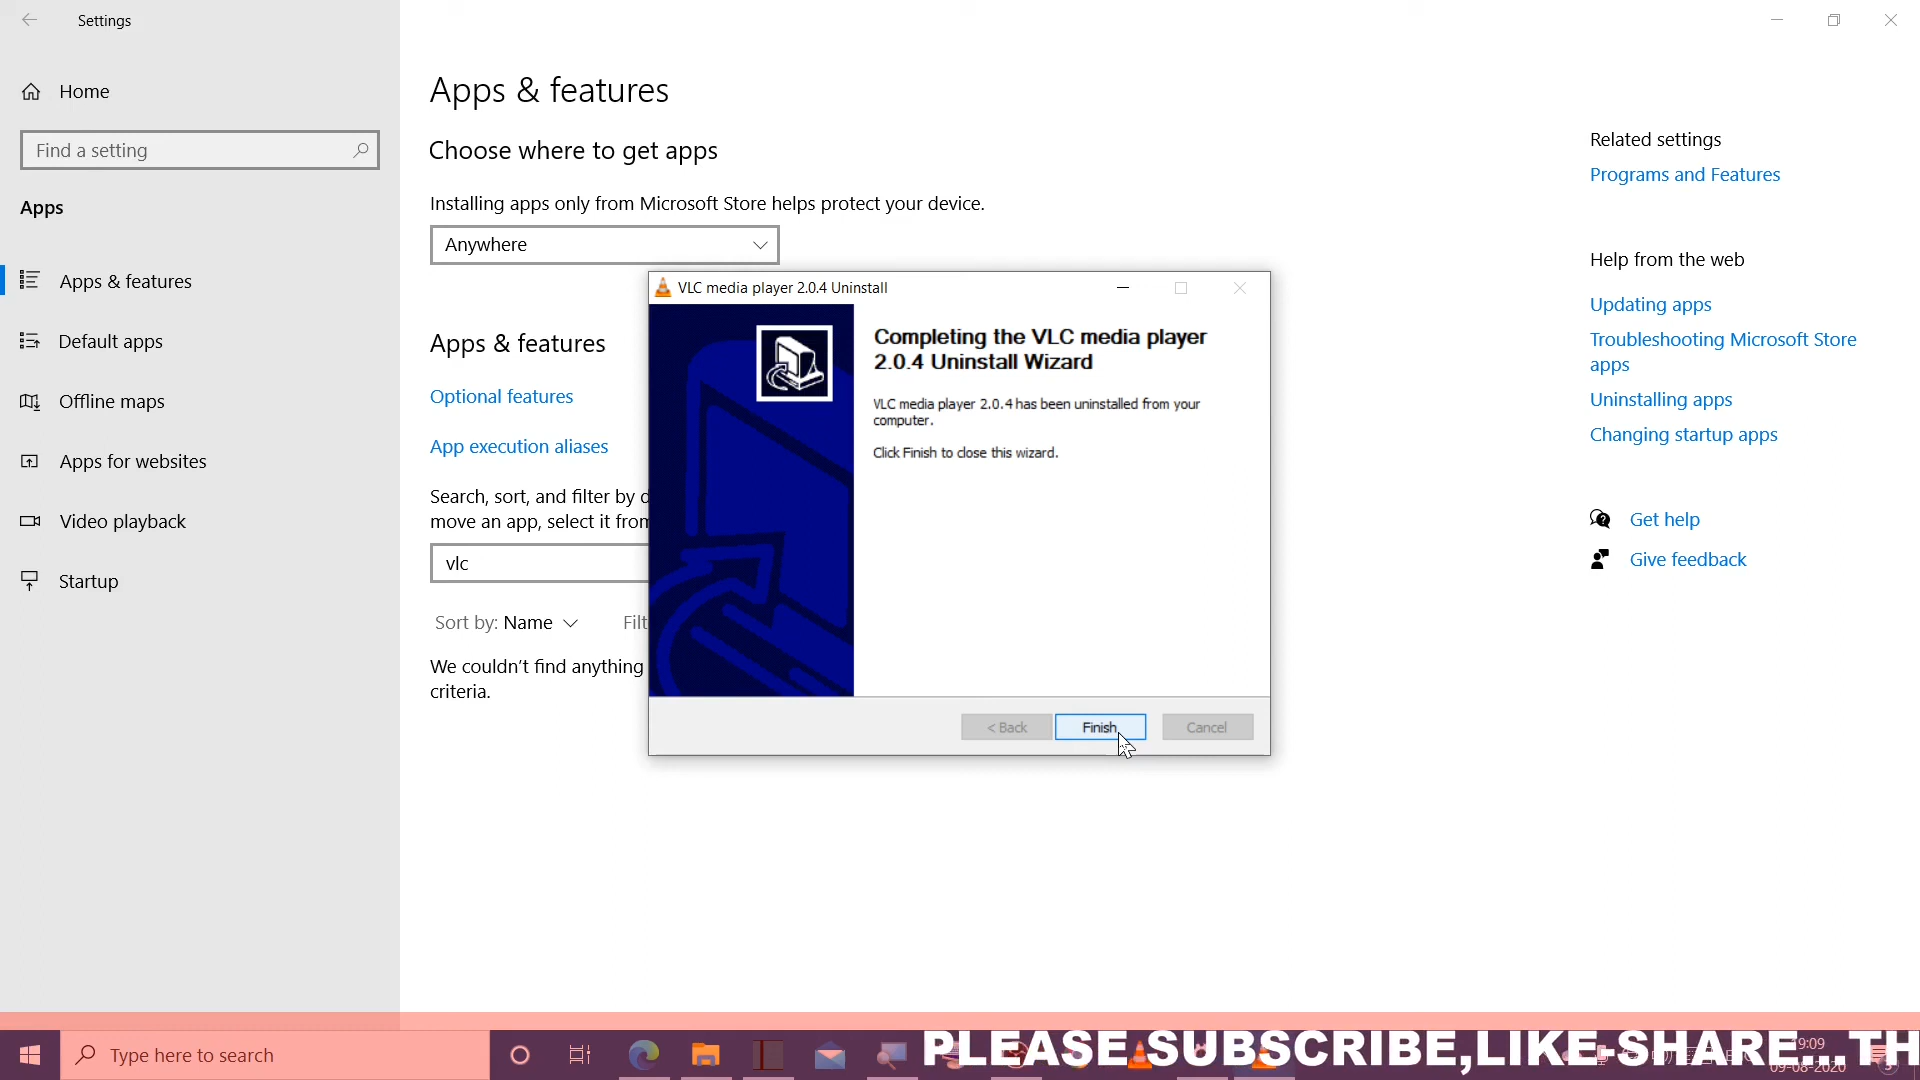 Settings
Home
Find a setting
Apps
Apps & features
Default apps
Offline maps
Apps for websites
Video playback
Startup
Apps & features
Choose where to get apps
Installing apps only from Microsoft Store helps protect your device.
Anywhere
Apps & features
Optional features
App execution aliases
Search, sort, and filter by d
move an app, select it from
vlc
Sort by: Name
Filt
We couldn't find anything
criteria.
VLC media player 2.0.4 Uninstall
Completing the VLC media player
2.0.4 Uninstall Wizard
VLC media player 2.0.4 has been uninstalled from your
computer.
Click Finish to close this wizard.
< Back
Finish
Cancel
Related settings
Programs and Features
Help from the web
Updating apps
Troubleshooting Microsoft Store
apps
Uninstalling apps
Changing startup apps
Get help
Give feedback
Type here to search
PLEASE SUBSCRIBE,LIKE-SHARE...TH
19:09
09-08-2020